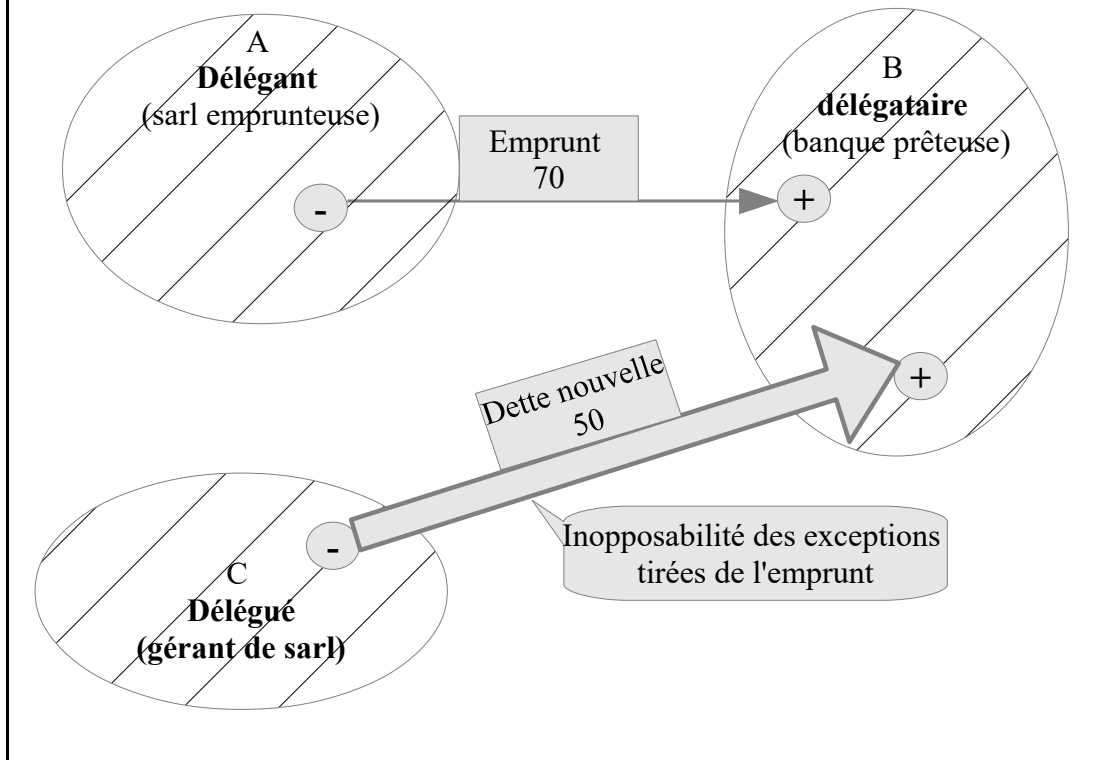 A
Délégant
(sarl emprunteuse)
Emprunt
70
-
B
délégataire
(banque prêteuse)
+
Dette nouvelle
50
+
-
C
Délégué
(gérant de sarl)
Inopposabilité des exceptions
tirées de l'emprunt